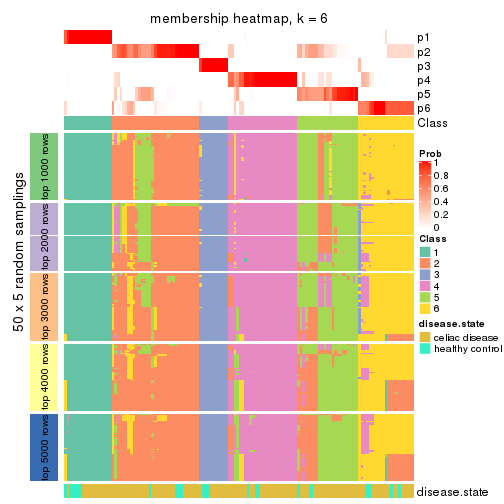 membership heatmap, k = 6
p1
p2
p3
p4
p5
p6
Class
50 x 5 random samplings
top 1000 rows
top 2000 rows
top 3000 rows
top 4000 rows
top 5000 rows
Prob
1
0.8
0.6
0.4
0.2
0
Class
1
2
3
4
5
6
disease.state
celiac disease
healthy control
disease.state